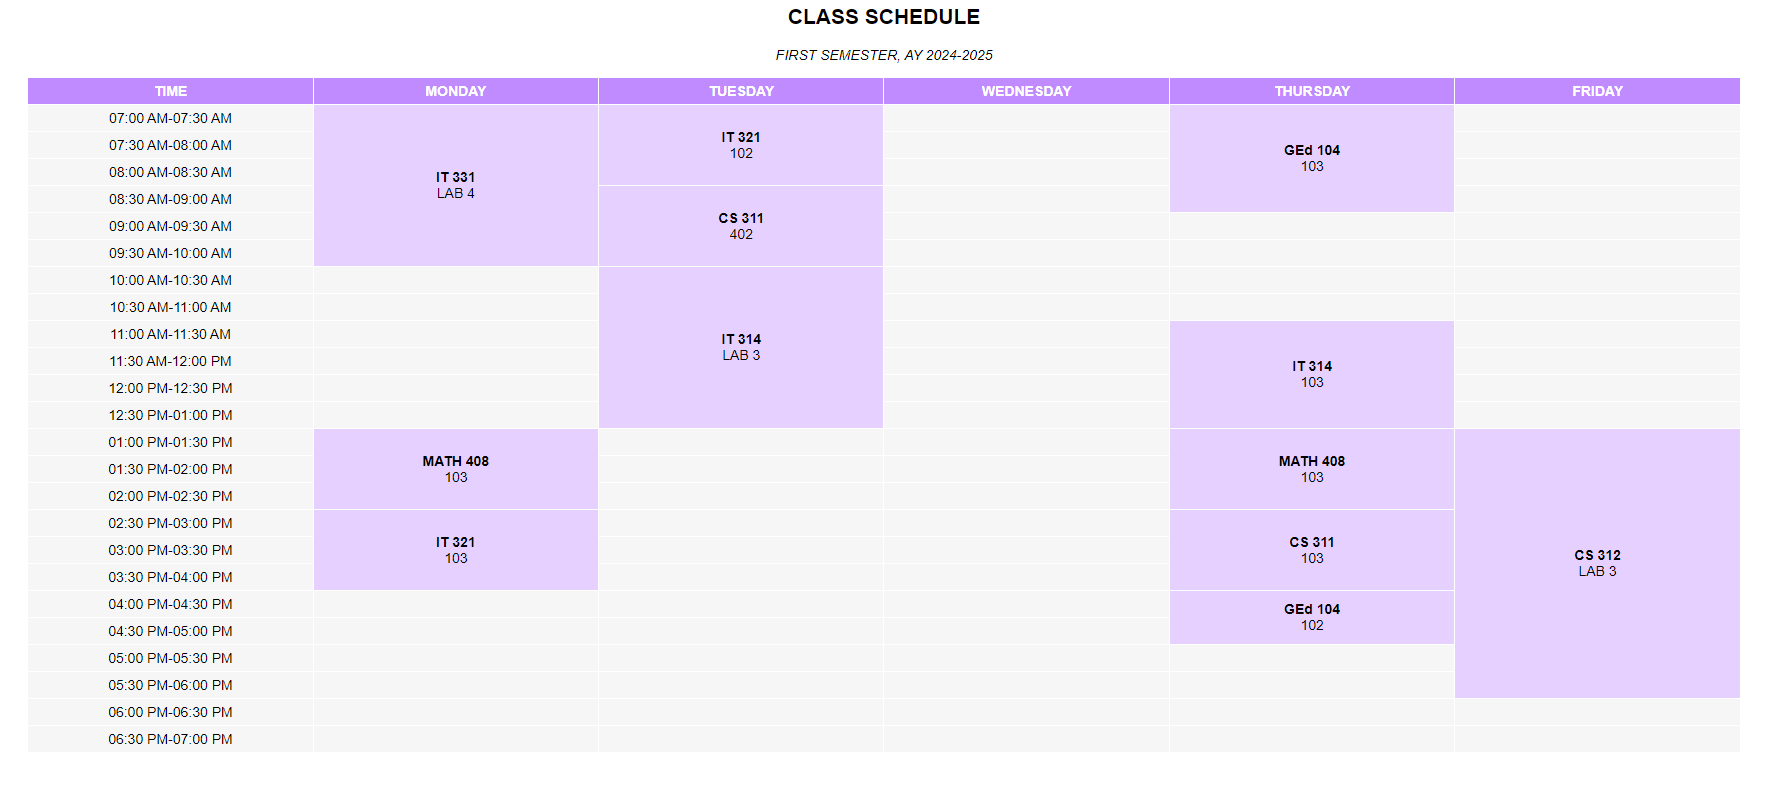 CLASS SCHEDULE
FIRST SEMESTER, AY 2024-2025
TIME MONDAY TUESDAY WEDNESDAY THURSDAY FRIDAY
07:00 AM-07:30 AM
IT 321
GEd 104
07:30 AM-08:00 AM
102
103
08:00 AM-08:30 AM
IT 331
LAB 4
08:30 AM-09:00 AM
CS 311
09:00 AM-09:30 AM
402
09:30 AM-10:00 AM
10:00 AM-10:30 AM
10:30 AM-11:00 AM
11:00 AM-11:30 AM
IT 314
LAB 3
11:30 AM-12:00 PM
IT 314
103
12:00 PM-12:30 PM
12:30 PM-01:00 PM
01:00 PM-01:30 PM
MATH 408
MATH 408
01:30 PM-02:00 PM
103
103
02:00 PM-02:30 PM
02:30 PM-03:00 PM
IT 321
CS 311
03:00 PM-03:30 PM
103
103
CS 312
LAB 3
03:30 PM-04:00 PM
04:00 PM-04:30 PM
GEd 104
102
04:30 PM-05:00 PM
05:00 PM-05:30 PM
05:30 PM-06:00 PM
06:00 PM-06:30 PM
06:30 PM-07:00 PM